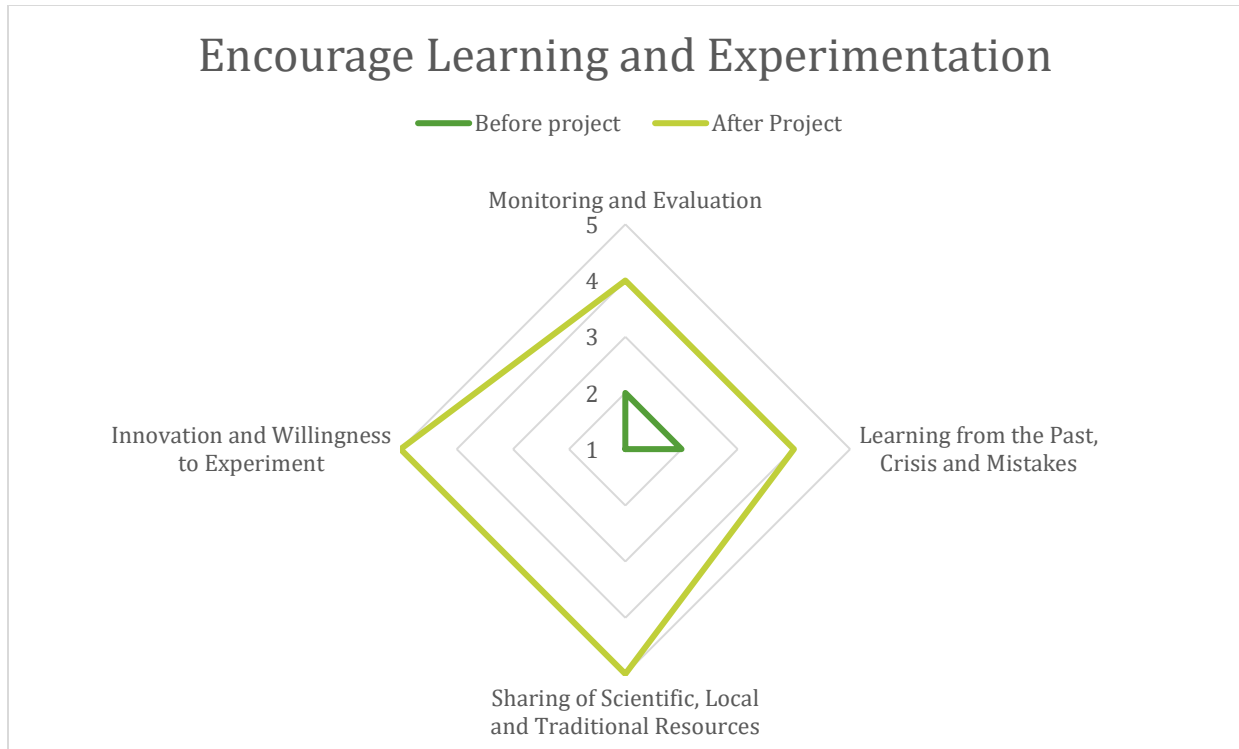 Encourage Learning and Experimentation
Before project After Project
Monitoring and Evaluation
5
4
3
2
1
Innovation and Willingness
to Experiment
Learning from the Past,
Crisis and Mistakes
Sharing of Scientific, Local
and Traditional Resources